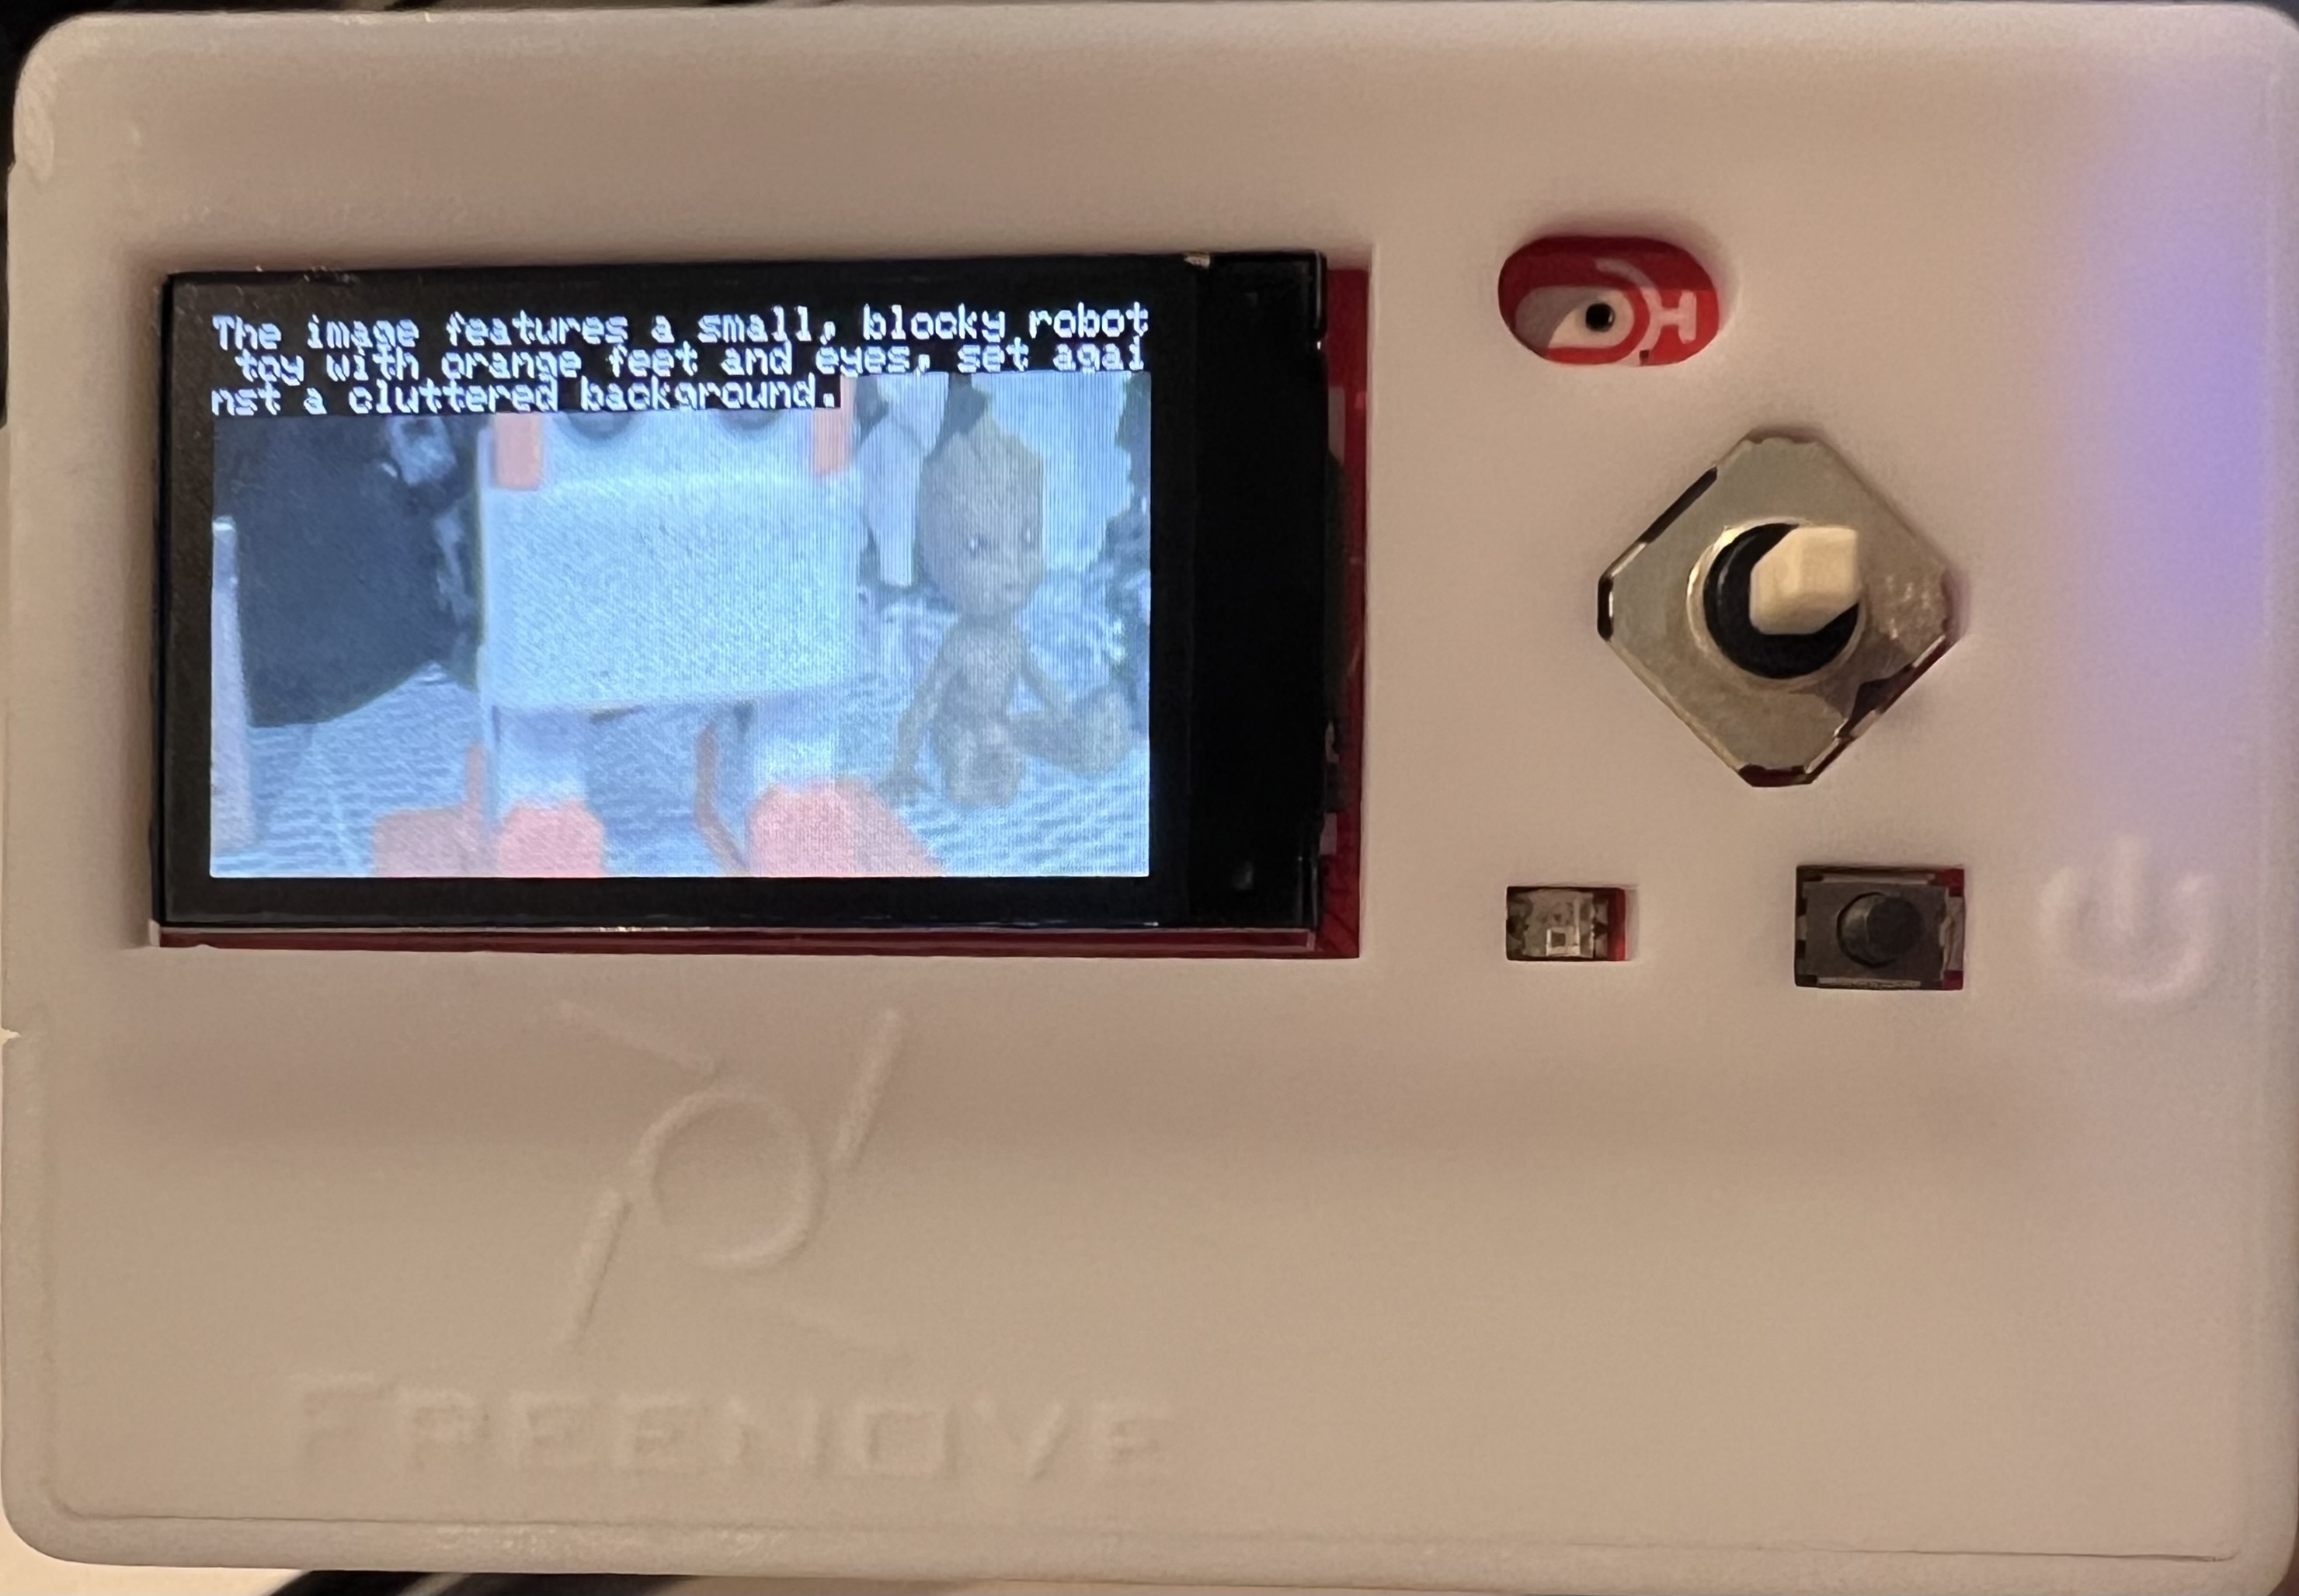 The image features a small, blocky robot
toy with orange feet and eyes, set agai
nst a cluttered background.
FREENOVE